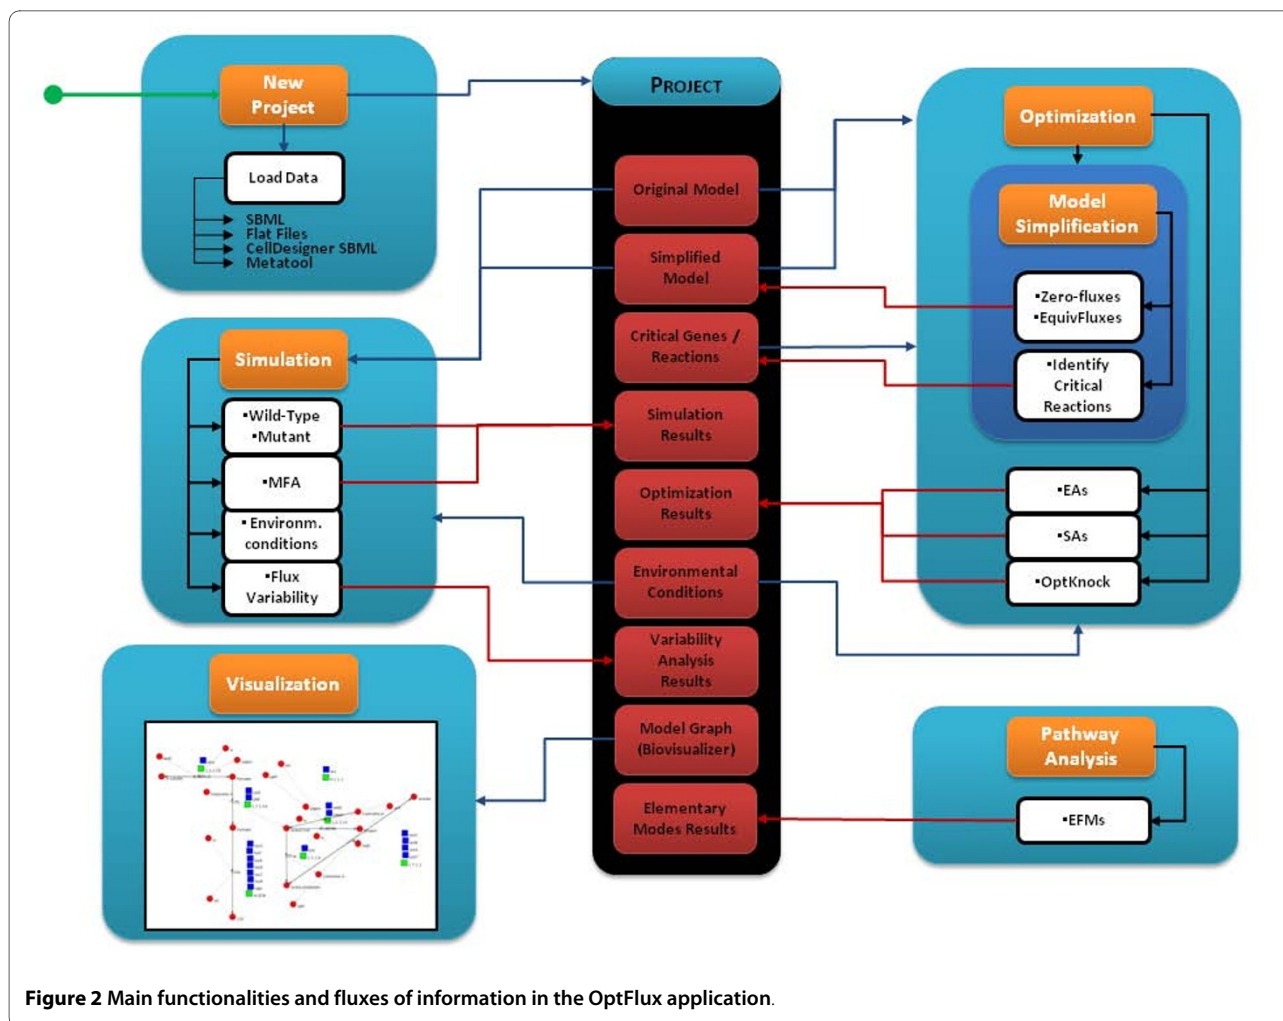 New
Project
Load Data
SBML
Flat Files
CellDesigner SBML
Metatool
Simulation
▪Wild-Type
▪Mutant
▪MFA
▪Environm.
conditions
▪Flux
Variability
Visualization
PROJECT
Original Model
Simplified
Model
Critical Genes /
Reactions
Simulation
Results
Optimization
Results
Environmental
Conditions
Variability
Analysis
Results
Model Graph
(Biovisualizer)
Elementary
Modes Results
Optimization
Model
Simplification
▪Zero-fluxes
▪EquivFluxes
▪Identify
Critical
Reactions
▪EAs
▪SAs
▪OptKnock
Pathway
Analysis
▪EFMs
Figure 2 Main functionalities and fluxes of information in the OptFlux application.